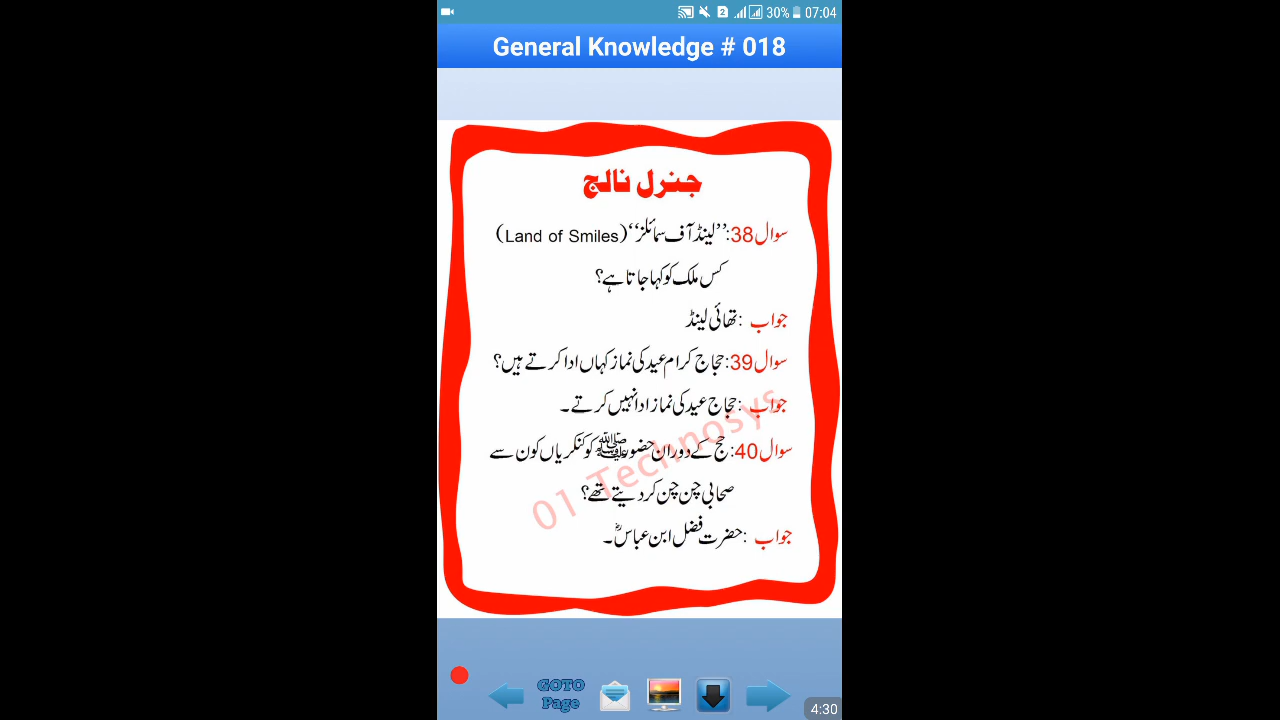 30% 07:04
General Knowledge # 018
جنرل نالج
سوال38:’’لینڈ آف سمائلز‘‘(Land of Smiles)
کس ملک کو کہا جاتا ہے؟
جواب :تھائی لینڈ
سوال39:حجاج کرام عید کی نماز کہاں ادا کرتے ہیں؟
جواب :حجاج عید کی نماز ادا نہیں کرتے۔
سوال40:حج کے دوران حضورﷺ کو کنکریاں کون سے
صحابی چن چن کر دیتے تھے؟
جواب :حضرت فضل ابن عباسؓ۔
01 Technosys
GOTO
Page
4:30